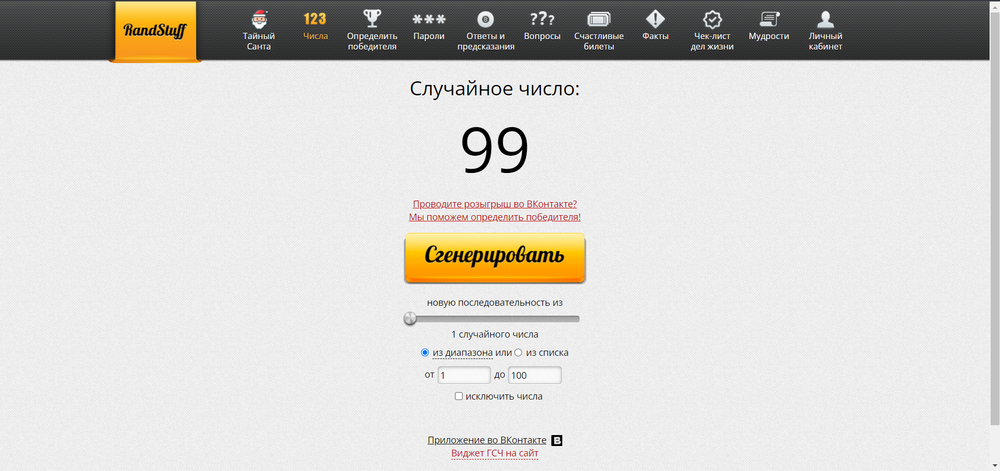 RandStuff
Тайный
Санта
123
Числа
Определить
победителя
***
Пароли
8
Ответы и
предсказания
???
Вопросы
Счастливые
билеты
!
Факты
Чек-лист
дел жизни
Мудрости
Личный
кабинет
Случайное число:
99
Проводите розыгрыш во ВКонтакте?
Мы поможем определить победителя!
Сгенерировать
новую последовательность из
1 случайного числа
из диапазона или из списка
от 1 до 100
исключить числа
Приложение во ВКонтакте B
Виджет ГСЧ на сайт